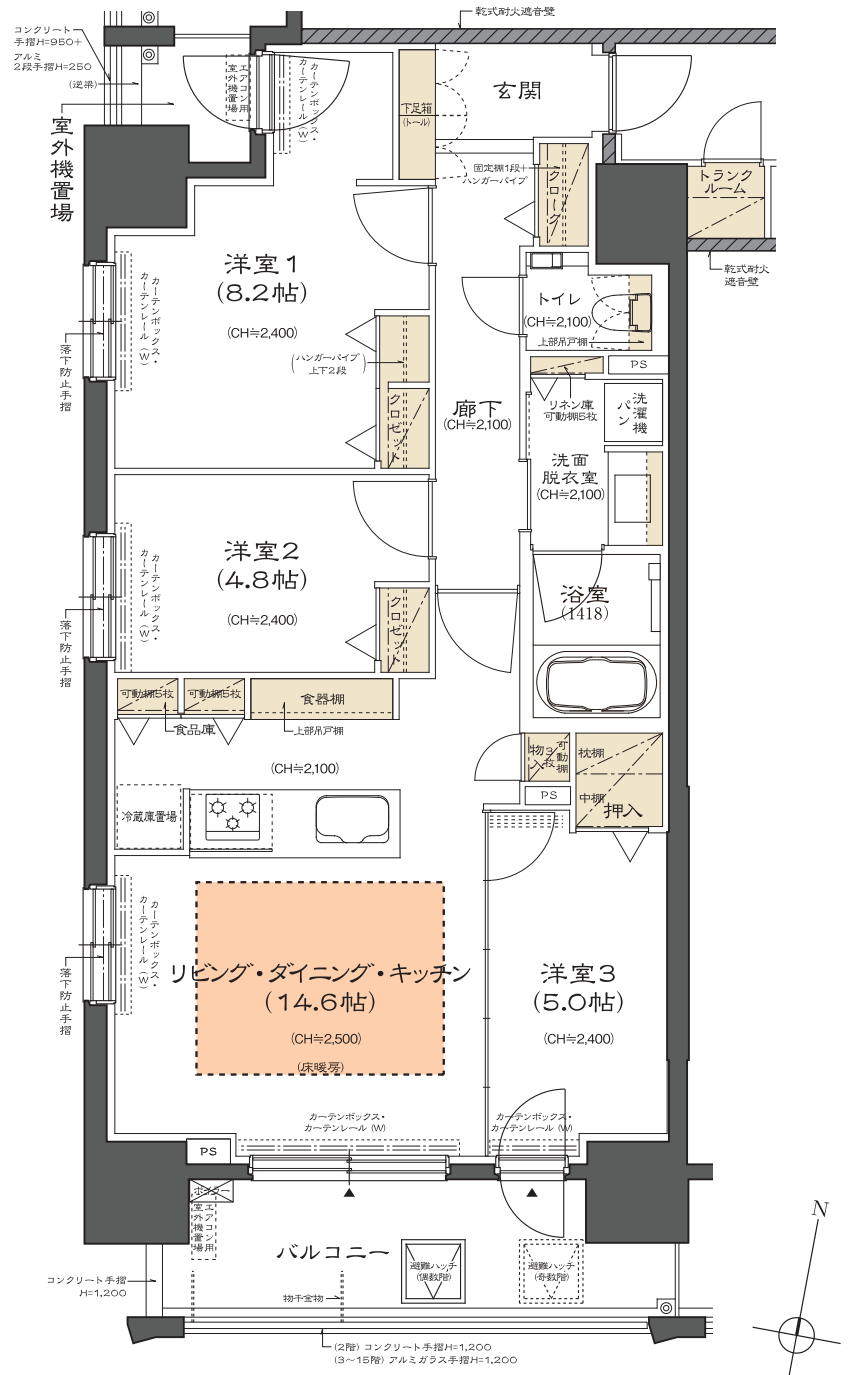 乾式耐火遮音壁
コンクリート
手摺H=950+
アルミ
2段手摺H=250
(逆梁)
室外機置場
エアコン用
室外機置場
カーテンボックス・
カーテンレール(W)
下足箱
(トール)
玄関
固定棚1段+
ハンガーパイプ
クローク
トランク
ルーム
乾式耐火
遮音壁
洋室1
(8.2帖)
(CH≒2,400)
カーテンボックス・
カーテンレール(W)
落下防止手摺
トイレ
(CH≒2,100)
上部吊戸棚
(ハンガーパイプ
上下2段)
クロゼット
廊下
(CH≒2,100)
PS
リネン庫
可動棚5枚
洗濯機
パン
洗面
脱衣室
(CH≒2,100)
洋室2
(4.8帖)
(CH≒2,400)
カーテンボックス・
カーテンレール(W)
落下防止手摺
クロゼット
浴室
(1418)
可動棚5枚
可動棚5枚
食器棚
食品庫
上部吊戸棚
(CH≒2,100)
物入
可動棚
3枚
枕棚
中棚
押入
PS
冷蔵庫置場
カーテンボックス・
カーテンレール(W)
落下防止手摺
リビング・ダイニング・キッチン
(14.6帖)
(CH≒2,500)
(床暖房)
洋室3
(5.0帖)
(CH≒2,400)
カーテンボックス・
カーテンレール(W)
カーテンボックス・
カーテンレール(W)
PS
ボイラー
エアコン用
室外機置場
バルコニー
避難ハッチ
(偶数階)
避難ハッチ
(奇数階)
コンクリート手摺
H=1,200
物干金物
(2階)コンクリート手摺H=1,200
(3〜15階)アルミガラス手摺H=1,200
N